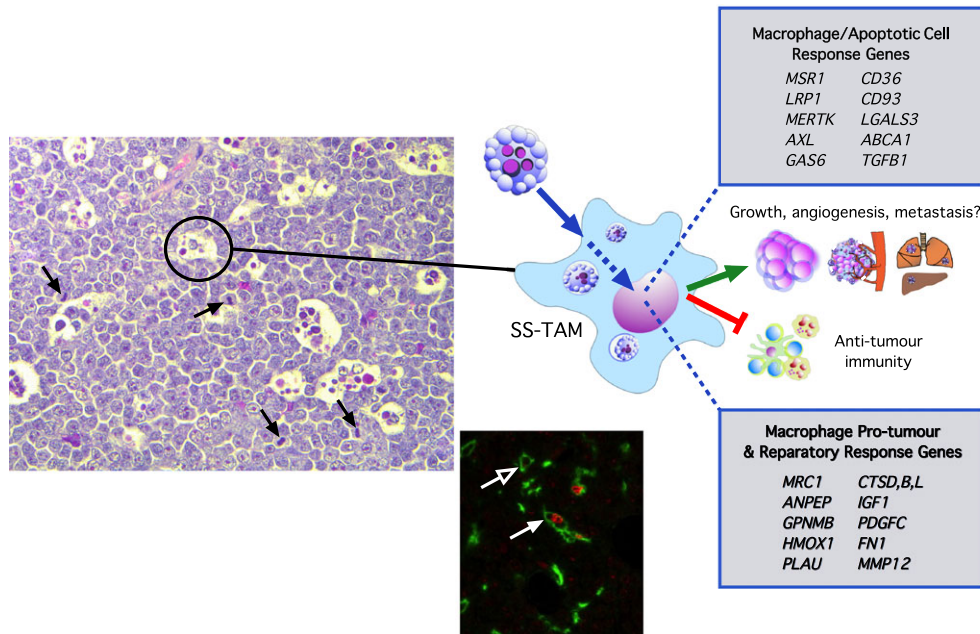 Macrophage/Apoptotic Cell
Response Genes
MSR1 CD36
LRP1 CD93
MERTK LGALS3
AXL ABCA1
GAS6 TGFB1
Growth, angiogenesis, metastasis?
SS-TAM
Anti-tumour
immunity
Macrophage Pro-tumour
& Reparatory Response Genes
MRC1 CTSD,B,L
ANPEP IGF1
GPNMB PDGFC
HMOX1 FN1
PLAU MMP12